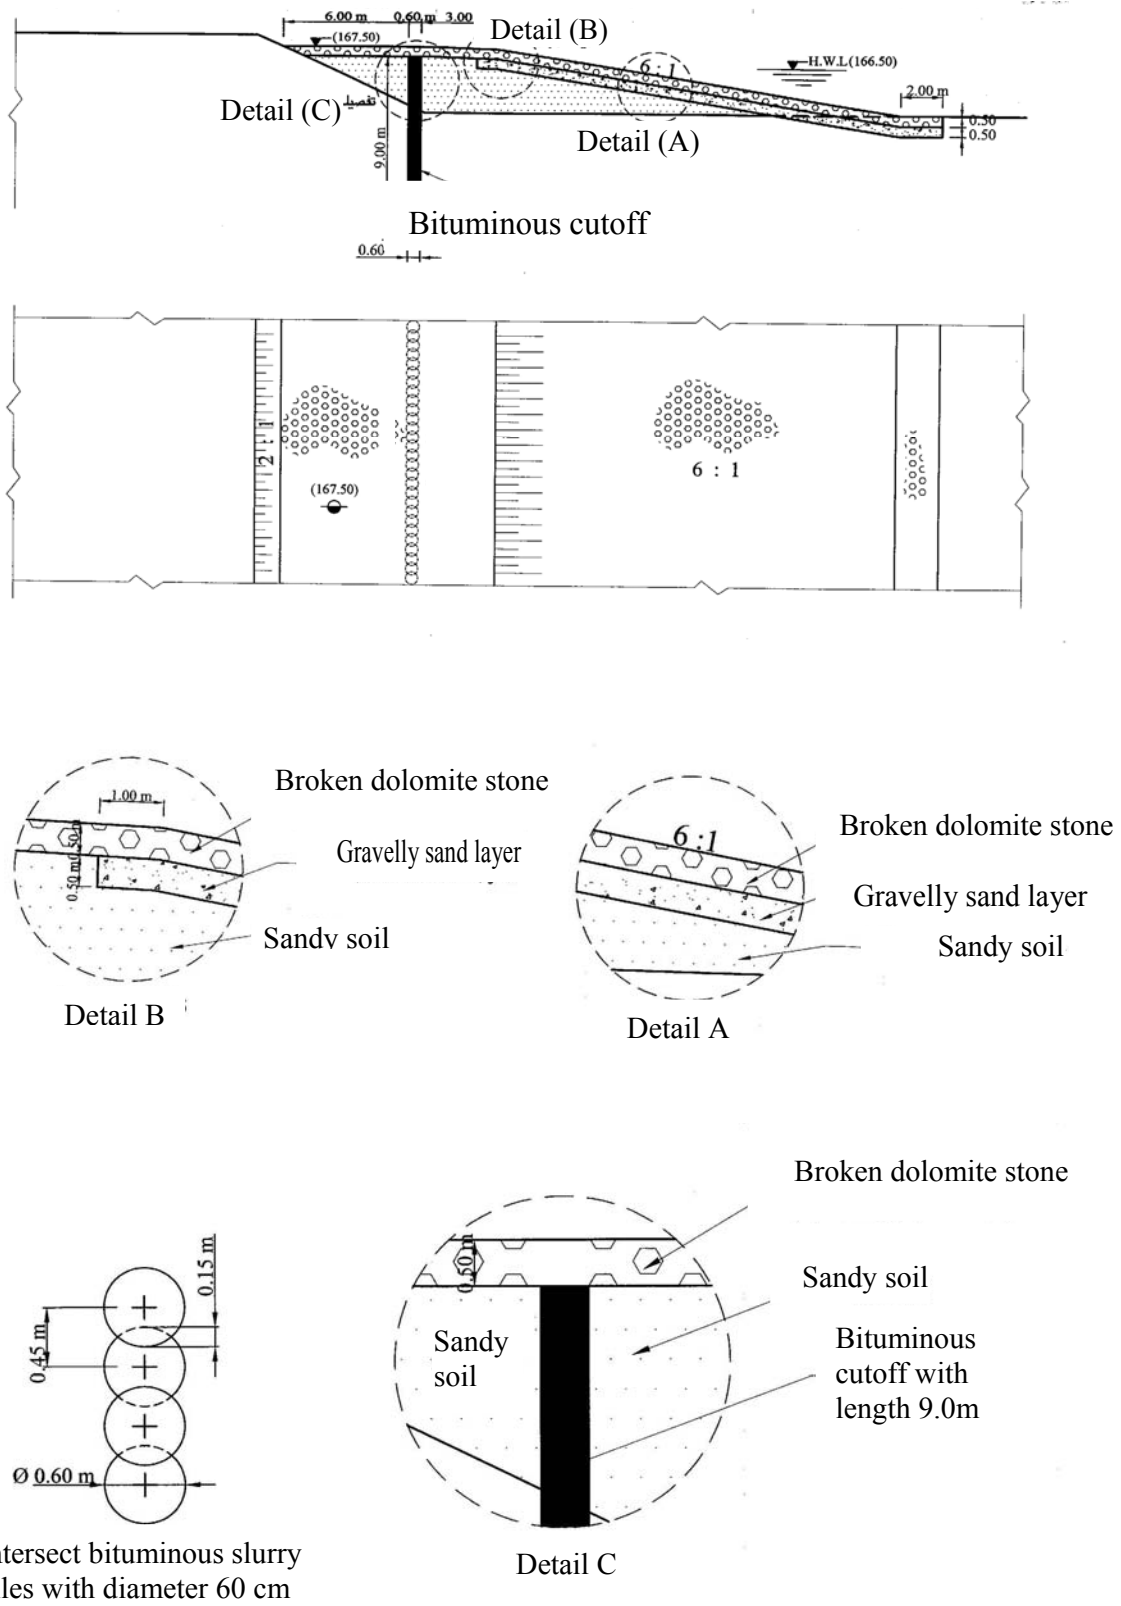 6.00 m 0.60 m 3.00
Detail (B)
(167.50)
6:1
H.W.L(166.50)
2.00 m
Detail (C)
0.50
0.50
Detail (A)
9.00 m
Bituminous cutoff
0.60
2 : 1
6 : 1
(167.50)
1.00 m
Broken dolomite stone
0.50 m
0.50 m
Gravelly sand layer
Sandy soil
Detail B
6:1
Broken dolomite stone
Gravelly sand layer
Sandy soil
Detail A
Broken dolomite stone
0.50 m
Sandy soil
Sandy
soil
Bituminous
cutoff with
length 9.0m
Detail C
0.15 m
0.45 m
Ø 0.60 m
ntersect bituminous slurry
les with diameter 60 cm